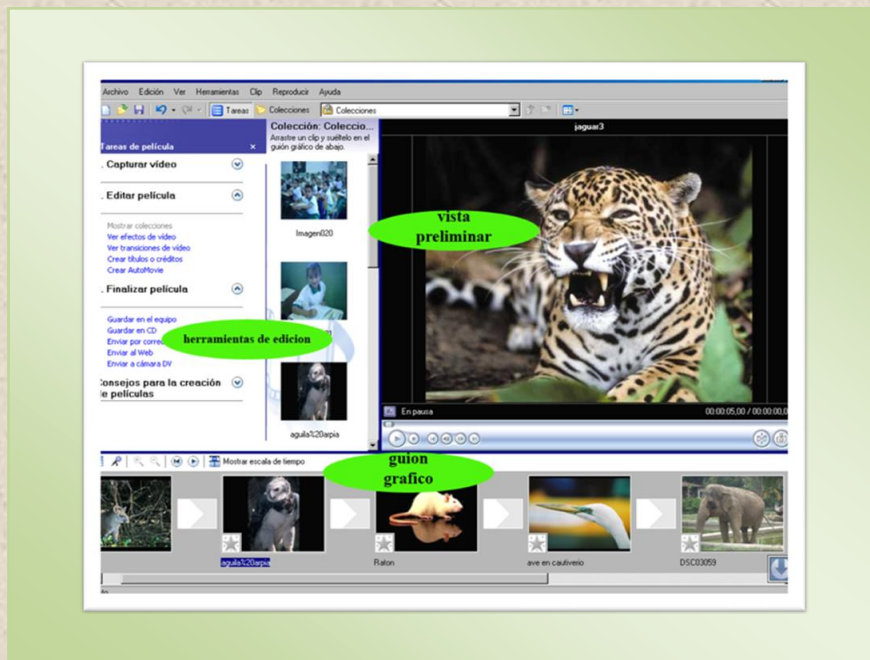 Archivo Edición Ver Herramientas Clip Reproducir Ayuda
Tareas Colecciones Colecciones
Tareas de película ×
Colección: Coleccio...
Arrastre un clip y suéltelo en el
guión gráfico de abajo.
jaguar3
. Capturar vídeo
. Editar película
Mostrar colecciones
Ver efectos de vídeo
Ver transiciones de vídeo
Crear títulos o créditos
Crear AutoMovie
. Finalizar película
Guardar en el equipo
Guardar en CD
Enviar por corre
Enviar al Web
Enviar a cámara DV
Consejos para la creación
de películas
Imagen020
aguila%20arpia
vista
preliminar
herramientas de edicion
En pausa
00:00:05,00 / 00:00:00,0
Mostrar escala de tiempo
guion
grafico
aguila%20arpia
Raton
ave en cautiverio
DSC03059